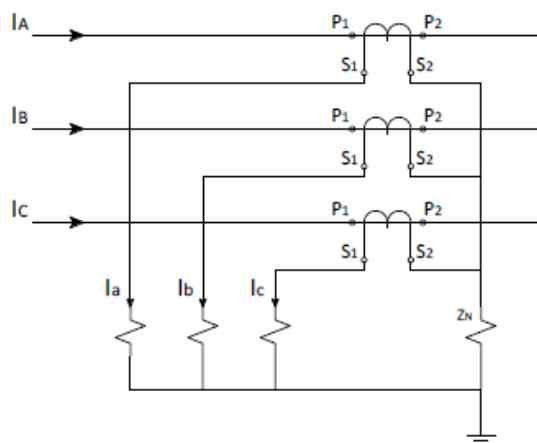 IA P1 P2
S1 S2
IB P1 P2
S1 S2
IC P1 P2
S1 S2
Ia Ib Ic ZN